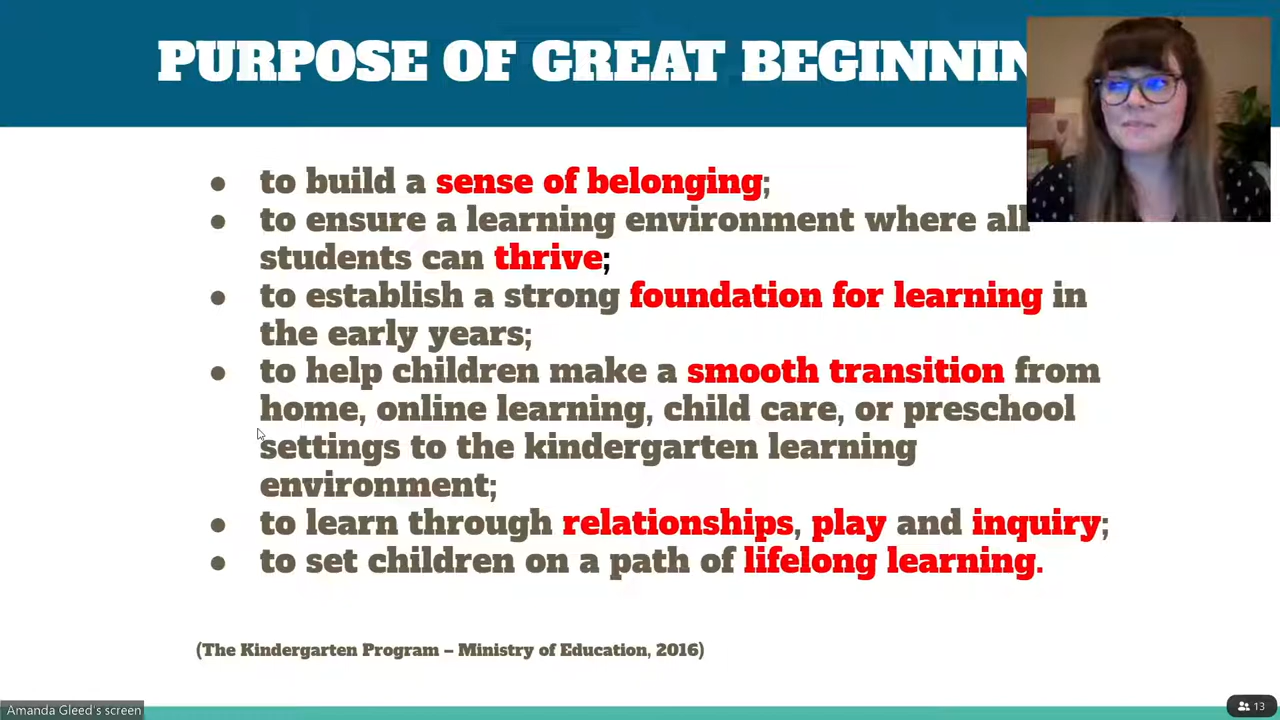 PURPOSE OF GREAT
to build a sense of belonging;
to ensure a learning environment where all
students can thrive;
to establish a strong foundation for learning in
the early years;
to help children make a smooth transition from
home, online learning, child care, or preschool
settings to the kindergarten learning
environment;
to learn through relationships, play and inquiry;
to set children on a path of lifelong learning.
(The Kindergarten Program – Ministry of Education, 2016)
Amanda Gleed's screen
13